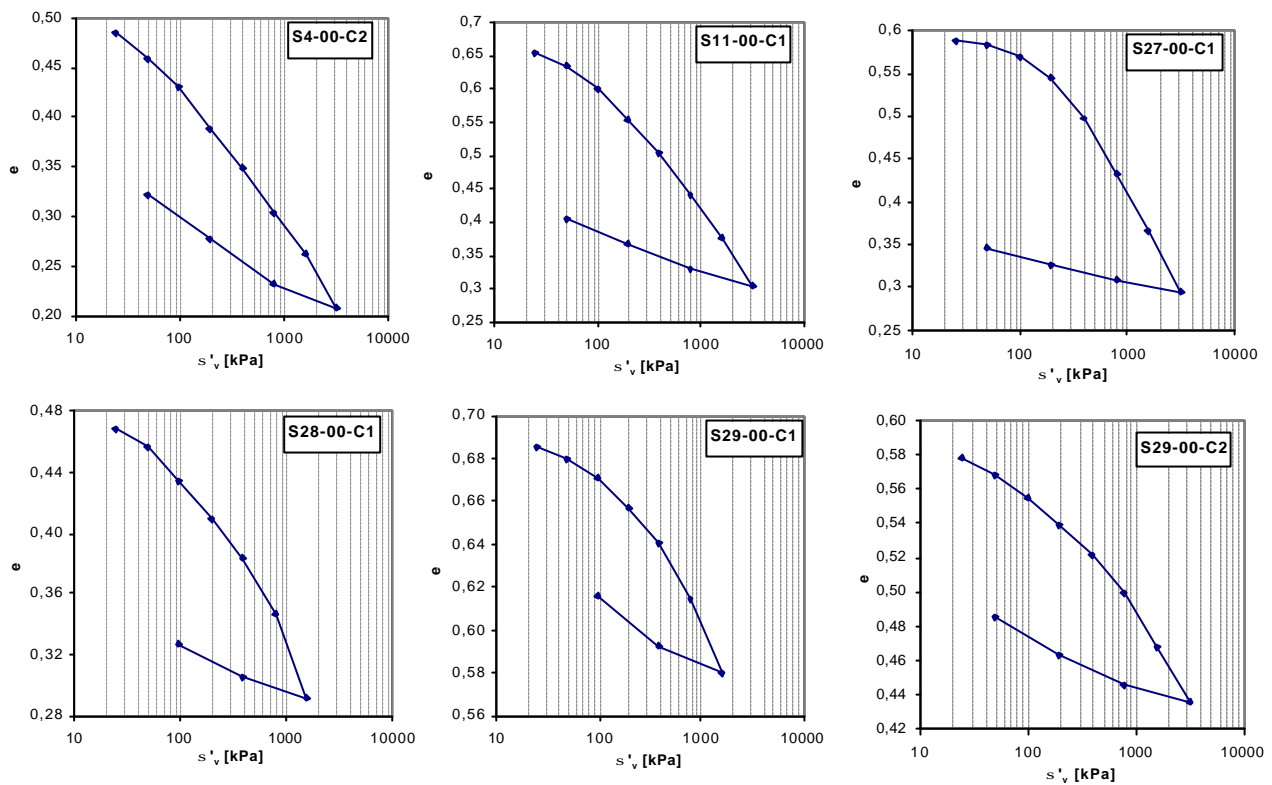 S4-00-C2
0,50
0,45
0,40
0,35
0,30
0,25
0,20
e
10 100 1000 10000
s'v [kPa]
S11-00-C1
0,7
0,65
0,6
0,55
0,5
0,45
0,4
0,35
0,3
0,25
e
10 100 1000 10000
s'v [kPa]
S27-00-C1
0,6
0,55
0,5
0,45
0,4
0,35
0,3
0,25
e
10 100 1000 10000
s'v [kPa]
S28-00-C1
0,48
0,44
0,40
0,36
0,32
0,28
e
10 100 1000 10000
s'v [kPa]
S29-00-C1
0,70
0,68
0,66
0,64
0,62
0,60
0,58
0,56
e
10 100 1000 10000
s'v [kPa]
S29-00-C2
0,60
0,58
0,56
0,54
0,52
0,50
0,48
0,46
0,44
0,42
e
10 100 1000 10000
s'v [kPa]